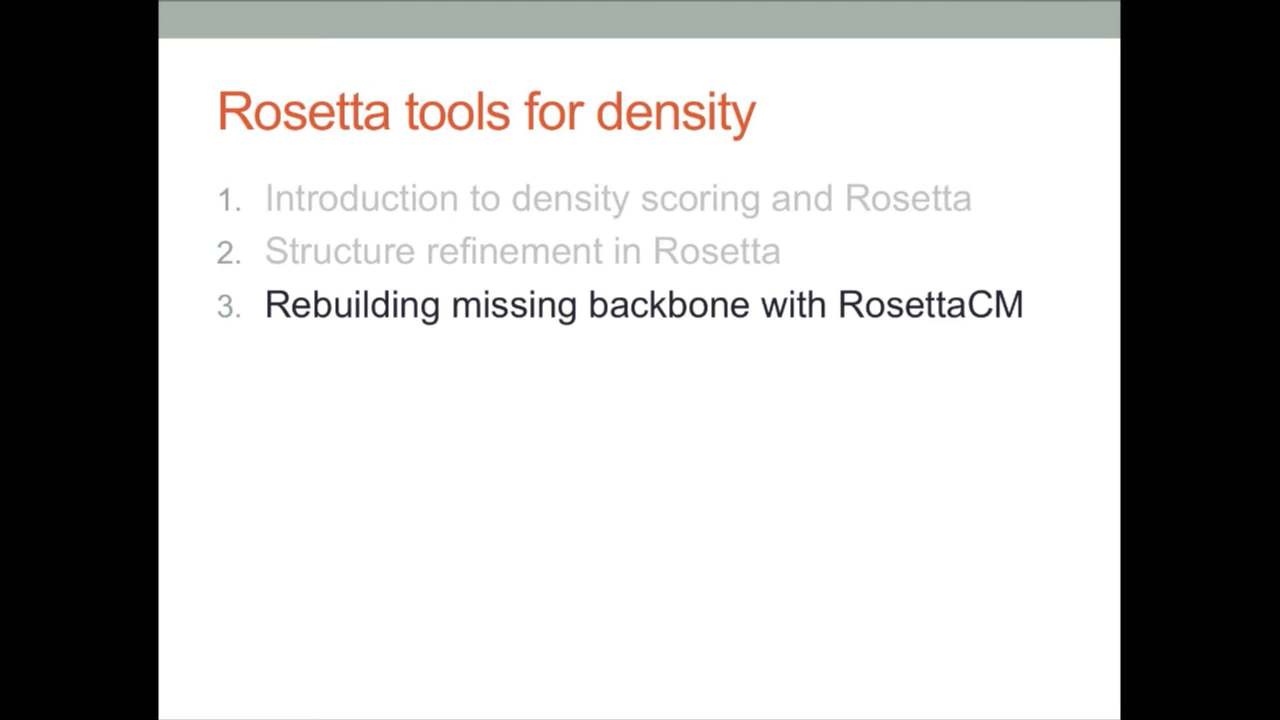 Rosetta tools for density
1. Introduction to density scoring and Rosetta
2. Structure refinement in Rosetta
3. Rebuilding missing backbone with RosettaCM